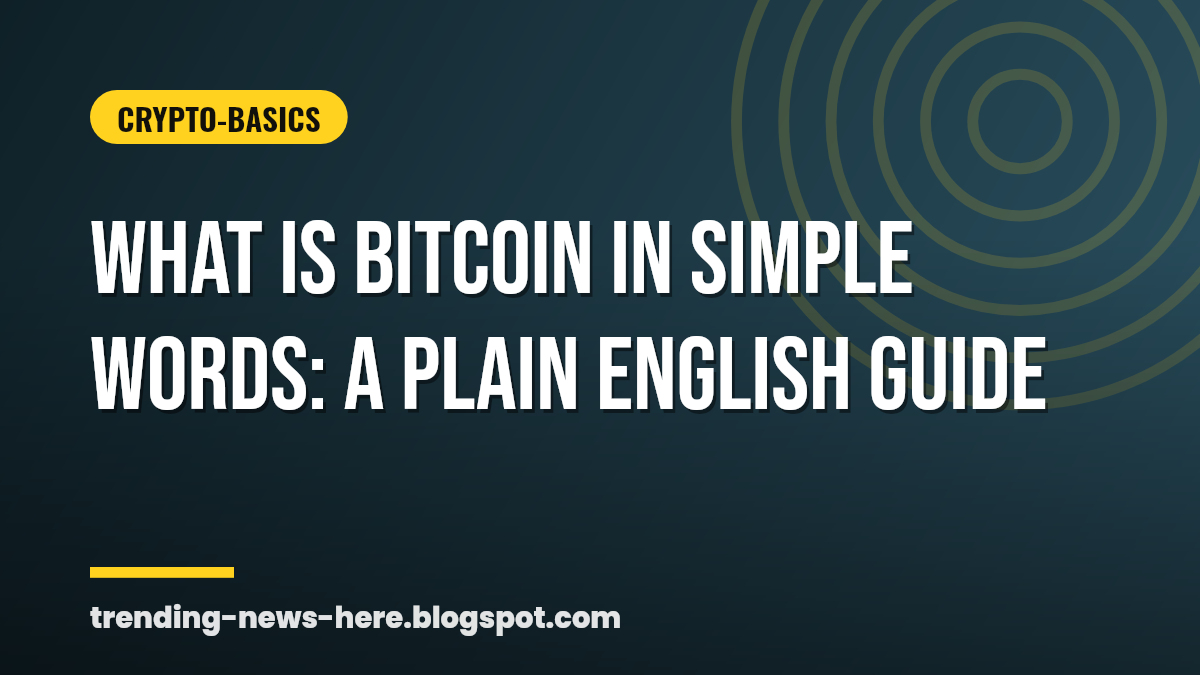 CRYPTO-BASICS
WHAT IS BITCOIN IN SIMPLE
WORDS: A PLAIN ENGLISH GUIDE
trending-news-here.blogspot.com